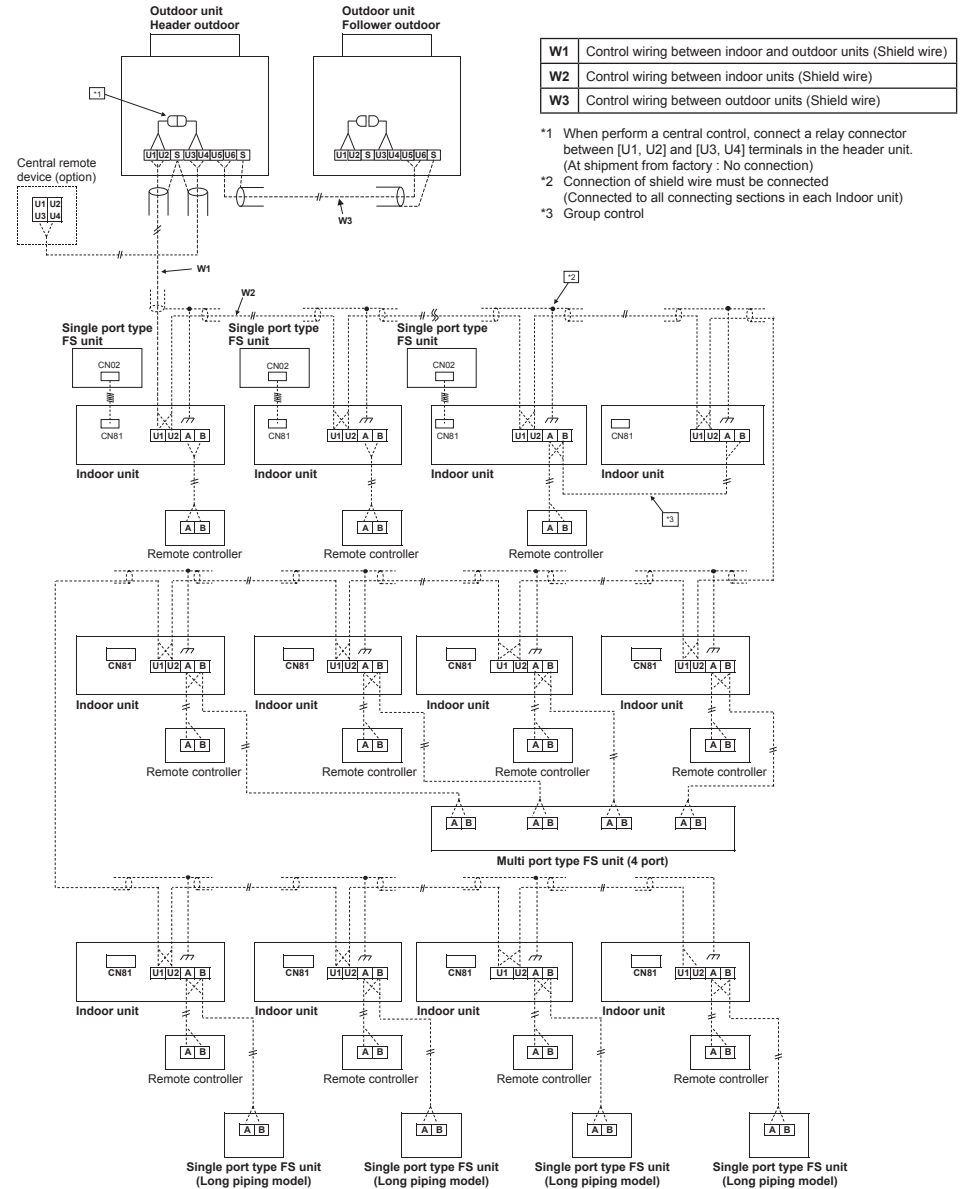 Outdoor unit
Header outdoor
Outdoor unit
Follower outdoor
W1 Control wiring between indoor and outdoor units (Shield wire)
W2 Control wiring between indoor units (Shield wire)
W3 Control wiring between outdoor units (Shield wire)
*1 When perform a central control, connect a relay connector
between [U1, U2] and [U3, U4] terminals in the header unit.
(At shipment from factory : No connection)
*2 Connection of shield wire must be connected
(Connected to all connecting sections in each Indoor unit)
*3 Group control
*1
U1 U2 S U3 U4 U5 U6 S
U1 U2 S U3 U4 U5 U6 S
Central remote
device (option)
U1 U2
U3 U4
W3
W1
W2
*2
Single port type
FS unit
Single port type
FS unit
Single port type
FS unit
CN02
CN02
CN02
CN81
U1 U2 A B
CN81
U1 U2 A B
CN81
U1 U2 A B
CN81
U1 U2 A B
Indoor unit
Indoor unit
Indoor unit
Indoor unit
*3
A B
A B
A B
Remote controller
Remote controller
Remote controller
CN81
U1 U2 A B
CN81
U1 U2 A B
CN81
U1 U2 A B
CN81
U1 U2 A B
Indoor unit
Indoor unit
Indoor unit
Indoor unit
A B
A B
A B
A B
Remote controller
Remote controller
Remote controller
Remote controller
A B
A B
A B
A B
Multi port type FS unit (4 port)
CN81
U1 U2 A B
CN81
U1 U2 A B
CN81
U1 U2 A B
CN81
U1 U2 A B
Indoor unit
Indoor unit
Indoor unit
Indoor unit
A B
A B
A B
A B
Remote controller
Remote controller
Remote controller
Remote controller
A B
A B
A B
A B
Single port type FS unit
(Long piping model)
Single port type FS unit
(Long piping model)
Single port type FS unit
(Long piping model)
Single port type FS unit
(Long piping model)